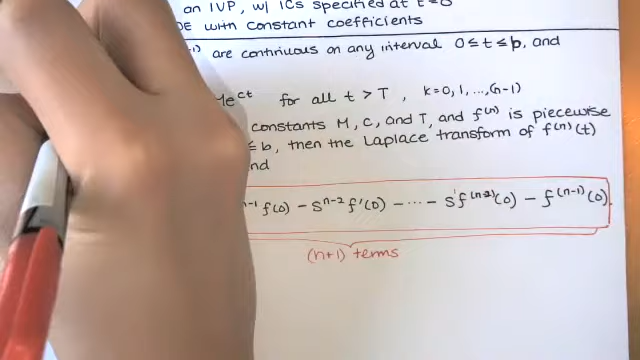 an IVP, w/ ICs specified at t=0
DE with constant coefficients
are continuous on any interval 0≤t≤b, and
Me^ct for all t > T, k=0,1,...,(n-1)
constants M, c, and T, and f^(n) is piecewise
≤ b, then the Laplace transform of f^(n)(t)
nd
f(0) - s^n-2 f'(0) - ... - s' f^(n-2)(0) - f^(n-1)(0)
(n+1) terms